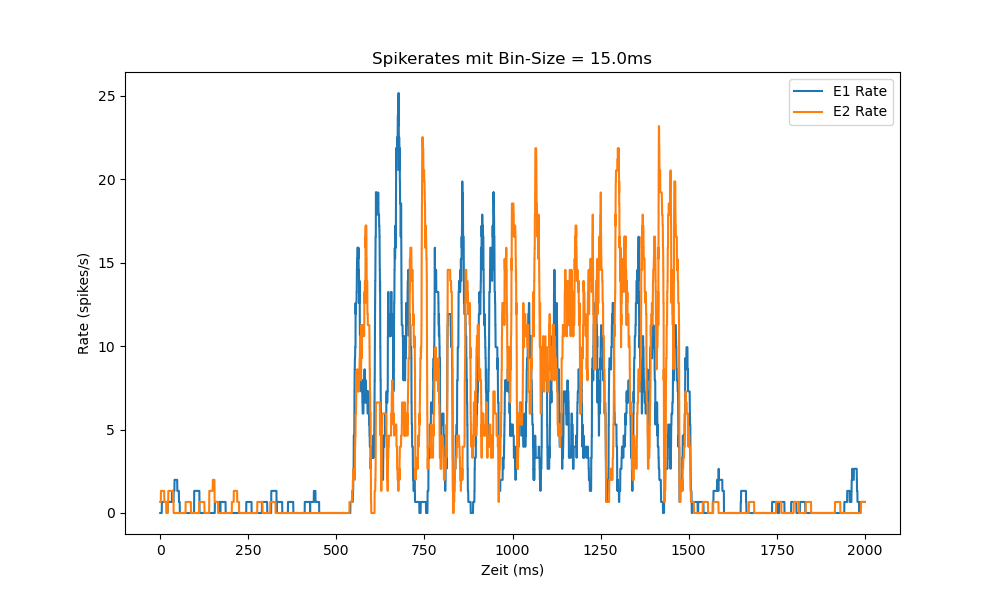 Spikerates mit Bin-Size = 15.0ms
E1 Rate
E2 Rate
Rate (spikes/s)
25
20
15
10
5
0
0 250 500 750 1000 1250 1500 1750 2000
Zeit (ms)